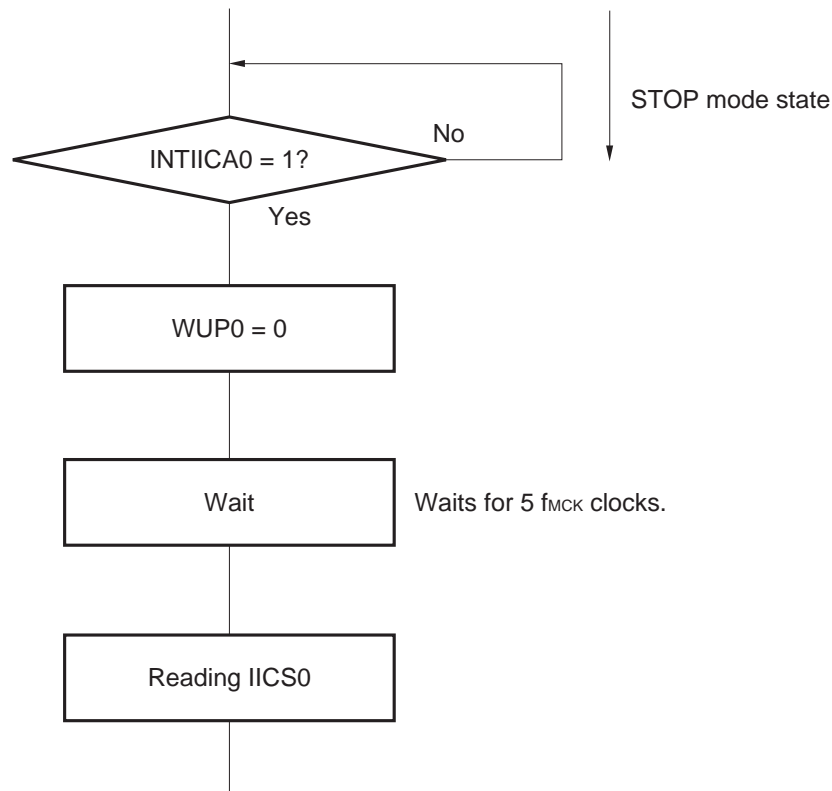 STOP mode state
No
INTIICA0 = 1?
Yes
WUP0 = 0
Wait
Waits for 5 fMCK clocks.
Reading IICS0